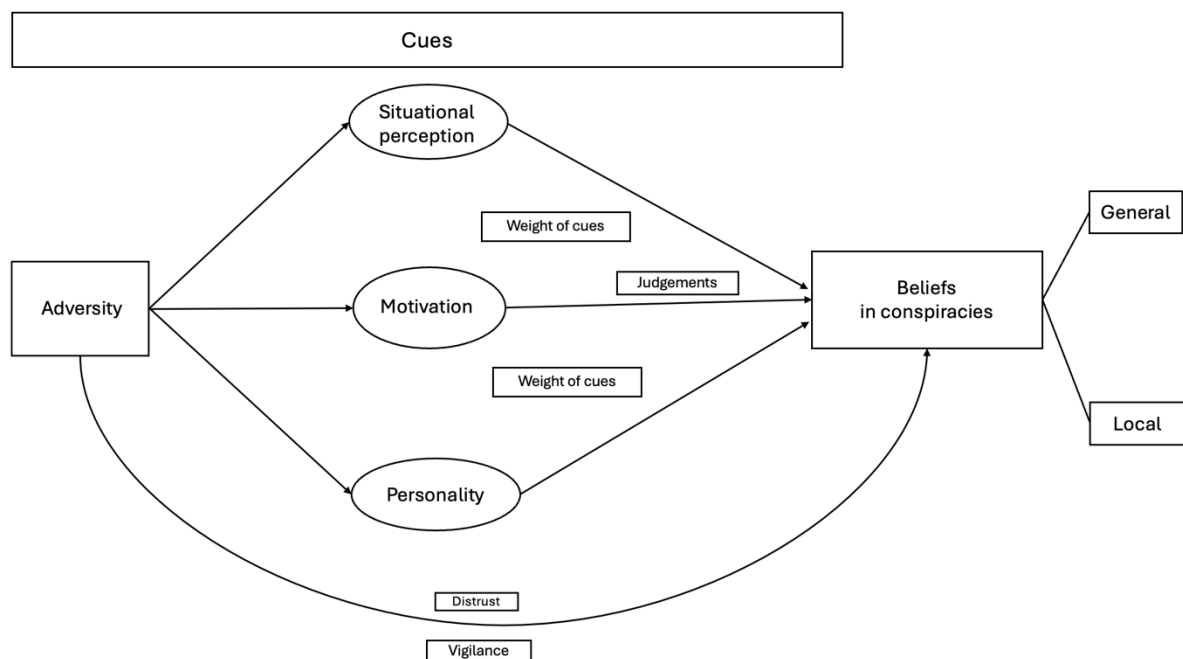 Cues
Situational
perception
General
Weight of cues
Judgements
Adversity
Motivation
Beliefs
in conspiracies
Weight of cues
Local
Personality
Distrust
Vigilance